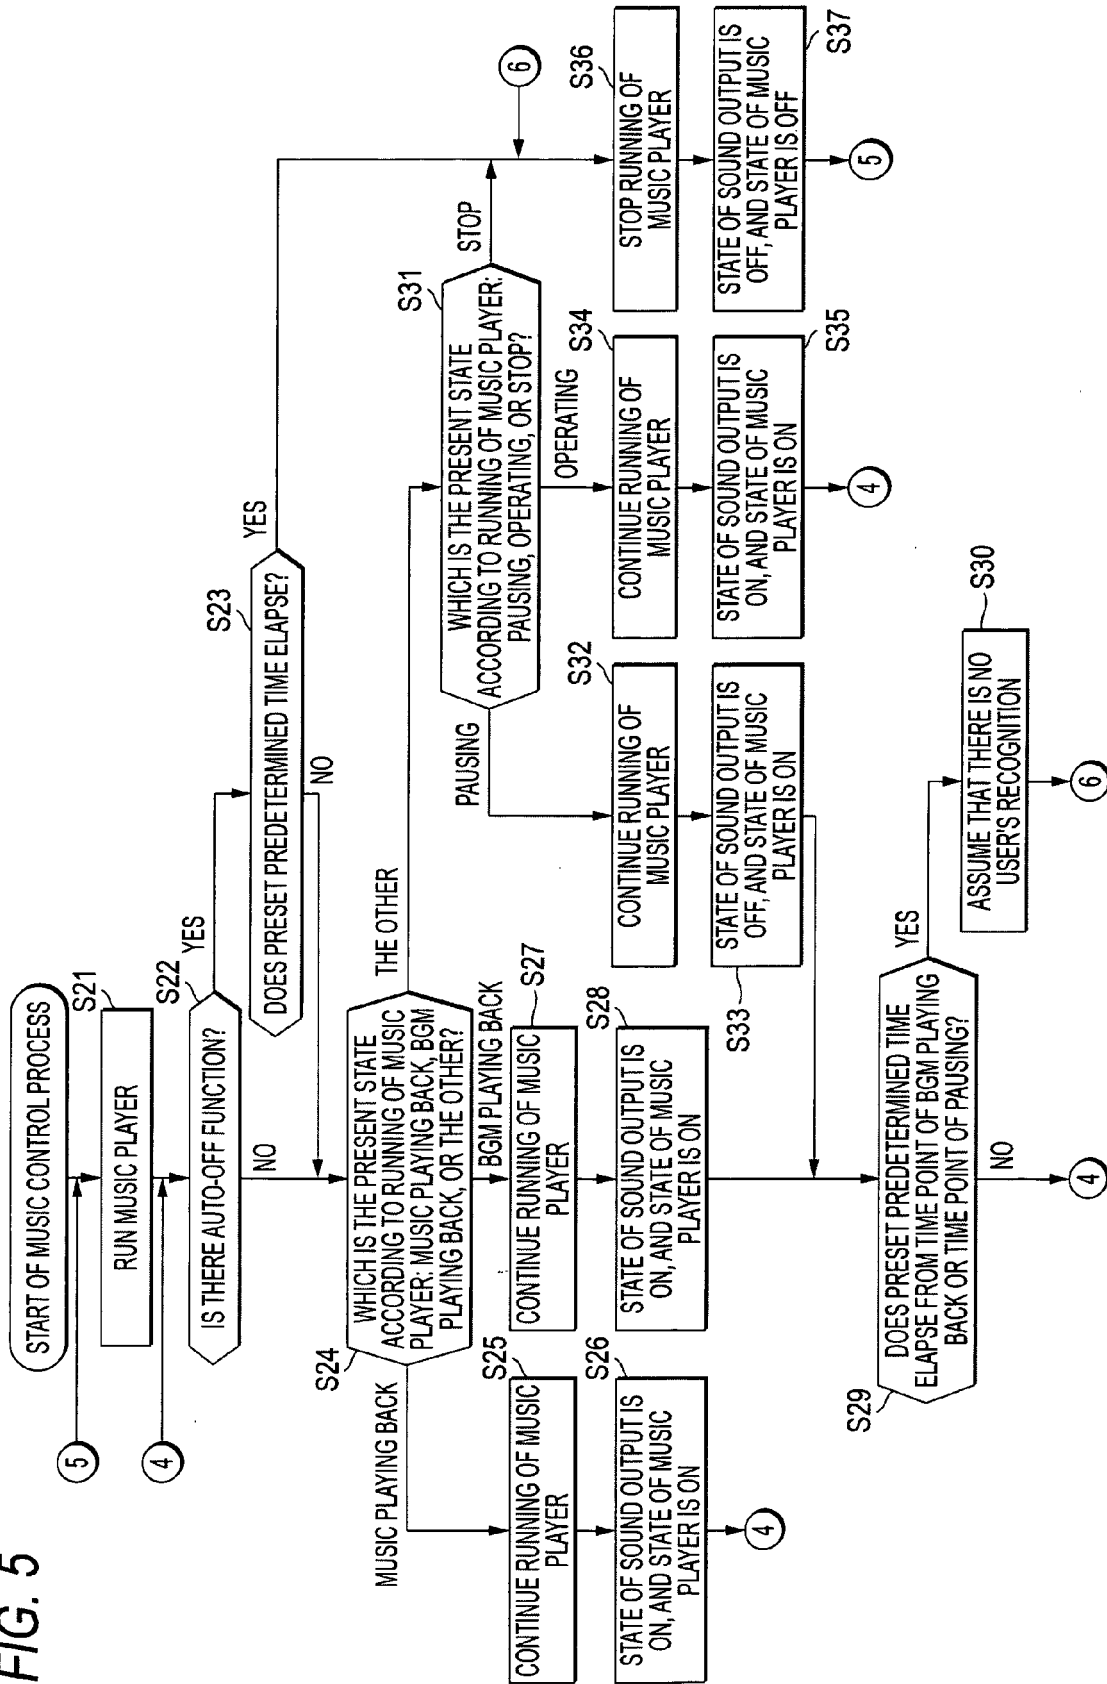 FIG. 5
START OF MUSIC CONTROL PROCESS
5
S21
RUN MUSIC PLAYER
4
S22
IS THERE AUTO-OFF FUNCTION?
YES
NO
S23
DOES PRESET PREDETERMINED TIME ELAPSE?
YES
NO
S24
WHICH IS THE PRESENT STATE
ACCORDING TO RUNNING OF MUSIC
PLAYER: MUSIC PLAYING BACK, BGM
PLAYING BACK, OR THE OTHER?
MUSIC PLAYING BACK
BGM PLAYING BACK
THE OTHER
S25
CONTINUE RUNNING OF MUSIC
PLAYER
S26
STATE OF SOUND OUTPUT IS
ON, AND STATE OF MUSIC
PLAYER IS ON
4
S27
CONTINUE RUNNING OF MUSIC
PLAYER
S28
STATE OF SOUND OUTPUT IS
ON, AND STATE OF MUSIC
PLAYER IS ON
S31
WHICH IS THE PRESENT STATE
ACCORDING TO RUNNING OF MUSIC PLAYER:
PAUSING, OPERATING, OR STOP?
PAUSING
OPERATING
STOP
6
S32
CONTINUE RUNNING OF
MUSIC PLAYER
S33
STATE OF SOUND OUTPUT IS
OFF, AND STATE OF MUSIC
PLAYER IS ON
S34
CONTINUE RUNNING OF
MUSIC PLAYER
S35
STATE OF SOUND OUTPUT IS
ON, AND STATE OF MUSIC
PLAYER IS ON
4
S36
STOP RUNNING OF
MUSIC PLAYER
S37
STATE OF SOUND OUTPUT IS
OFF, AND STATE OF MUSIC
PLAYER IS OFF
5
S29
DOES PRESET PREDETERMINED TIME
ELAPSE FROM TIME POINT OF BGM PLAYING
BACK OR TIME POINT OF PAUSING?
YES
NO
4
S30
ASSUME THAT THERE IS NO
USER'S RECOGNITION
6